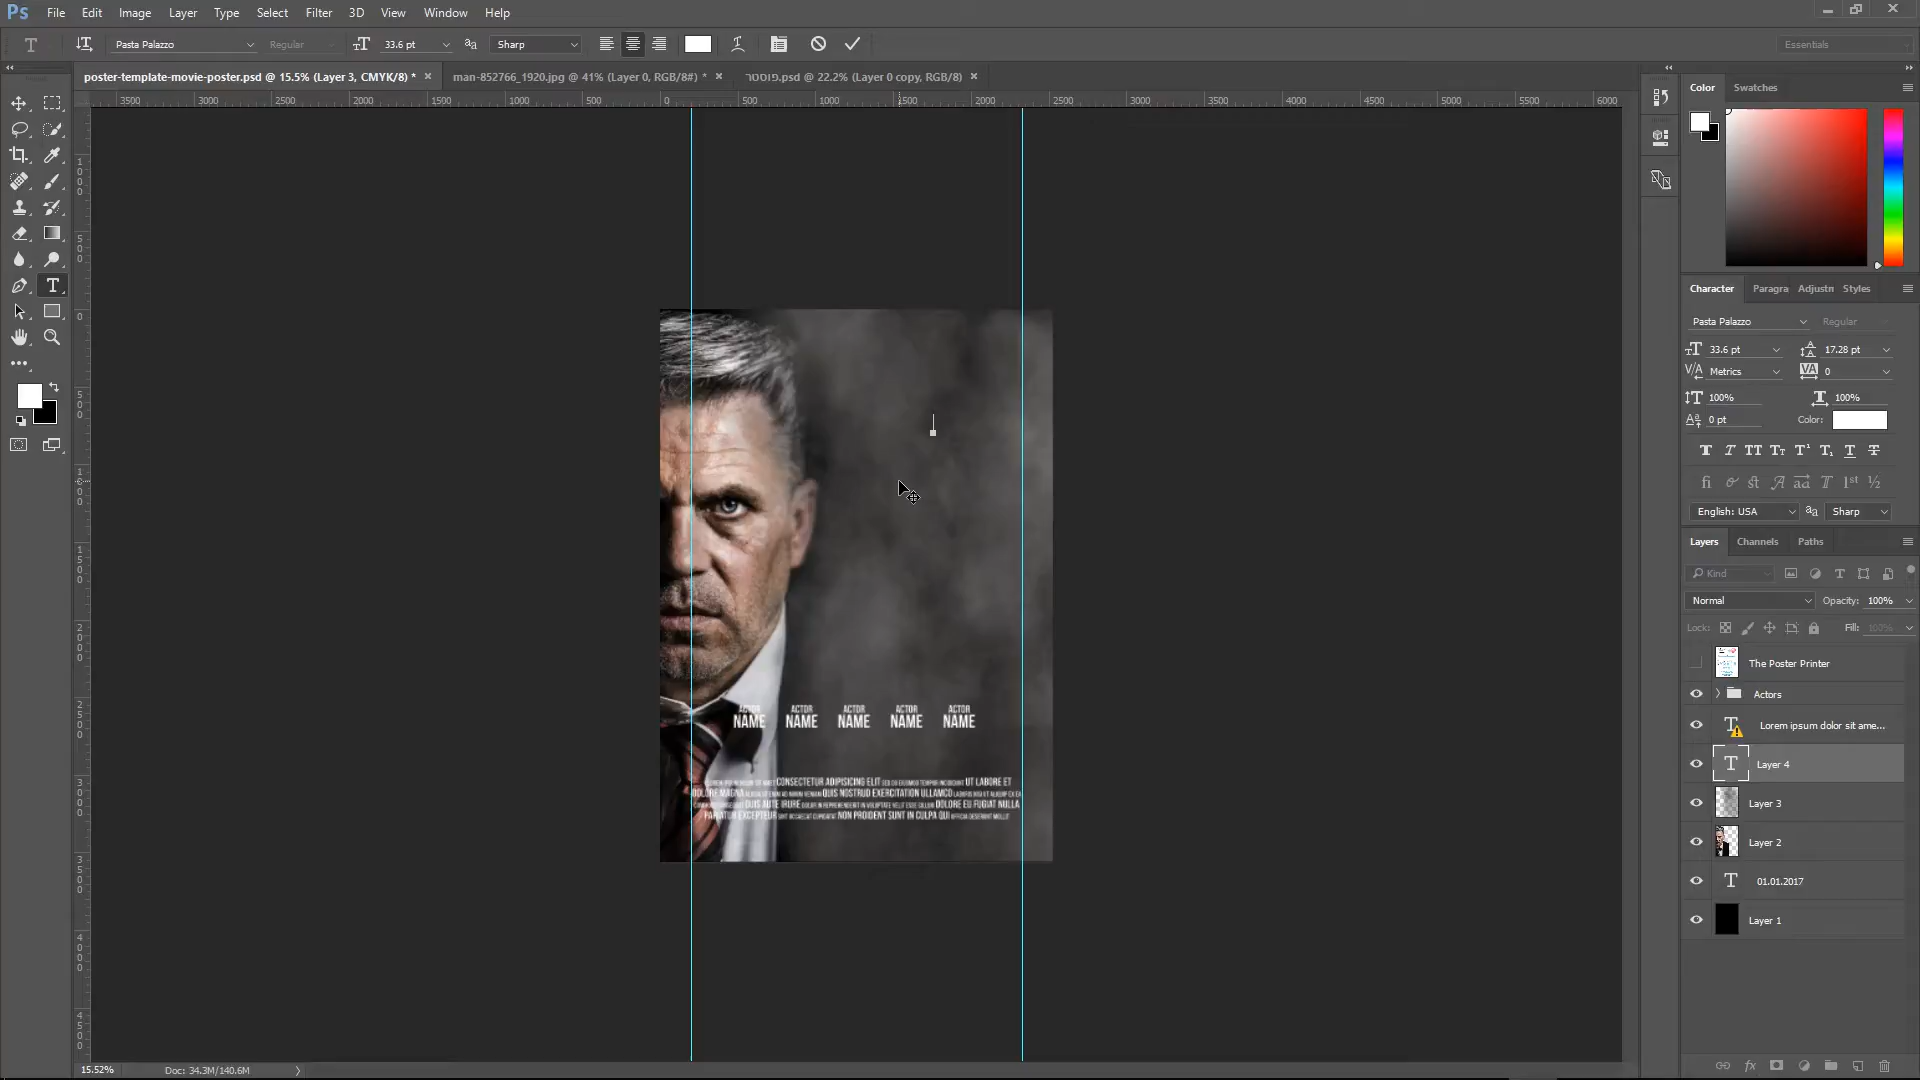 Ps File Edit Image Layer Type Select Filter 3D View Window Help
Pasta Palazzo Regular 33.6 pt Sharp Essentials
poster-template-movie-poster.psd @ 15.5% (Layer 3, CMYK/8) * man-852766_1920.jpg @ 41% (Layer 0, RGB/8#) * פוסטר.psd @ 22.2% (Layer 0 copy, RGB/8)
3500 3000 2500 2000 1500 1000 500 0 500 1000 1500 2000 2500 3000 3500 4000 4500 5000 5500 6000
Color Swatches
Character Paragra Adjustm Styles
Pasta Palazzo Regular
33.6 pt 17.28 pt
Metrics 0
100% 100%
0 pt Color:
English: USA Sharp
Layers Channels Paths
Kind
Normal Opacity: 100%
Lock: Fill: 100%
The Poster Printer
Actors
Lorem ipsum dolor sit ame...
Layer 4
Layer 3
Layer 2
01.01.2017
Layer 1
ACTOR ACTOR ACTOR ACTOR ACTOR
NAME NAME NAME NAME NAME
CONSECTETUR ADIPISICING ELIT UT LABORE ET
DOLORE MAGNA QUIS NOSTRUD EXERCITATION ULLAMCO
DUIS AUTE IRURE DOLORE EU FUGIAT NULLA
PARIATUR EXCEPTEUR NON PROIDENT SUNT IN CULPA QUI
15.52% Doc: 34.3M/140.6M